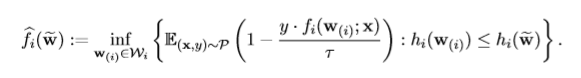 $$\widehat{f_i}(\widetilde{\mathbf{w}}) := \inf_{\mathbf{w}_{(i)} \in \mathcal{W}_i} \left\{ \mathbb{E}_{(\mathbf{x},y)\sim\mathcal{P}} \left( 1 - \frac{y \cdot f_i(\mathbf{w}_{(i)}; \mathbf{x})}{\tau} \right) : h_i(\mathbf{w}_{(i)}) \leq h_i(\widetilde{\mathbf{w}}) \right\}.$$